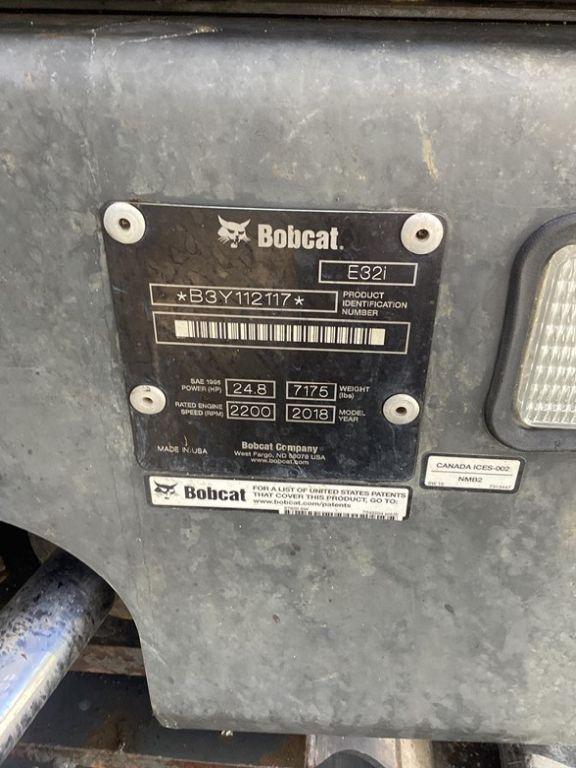 Bobcat.
E32i
*B3Y112117*
PRODUCT
IDENTIFICATION
NUMBER
SAE 1995
POWER (HP)
24.8
7175
WEIGHT
(lbs)
RATED ENGINE
SPEED (RPM)
2200
2018
MODEL
YEAR
MADE IN USA
Bobcat Company
West Fargo, ND 58078 USA
www.bobcat.com
Bobcat
FOR A LIST OF UNITED STATES PATENTS
THAT COVER THIS PRODUCT, GO TO:
www.bobcat.com/patents
CANADA ICES-002
NMB2